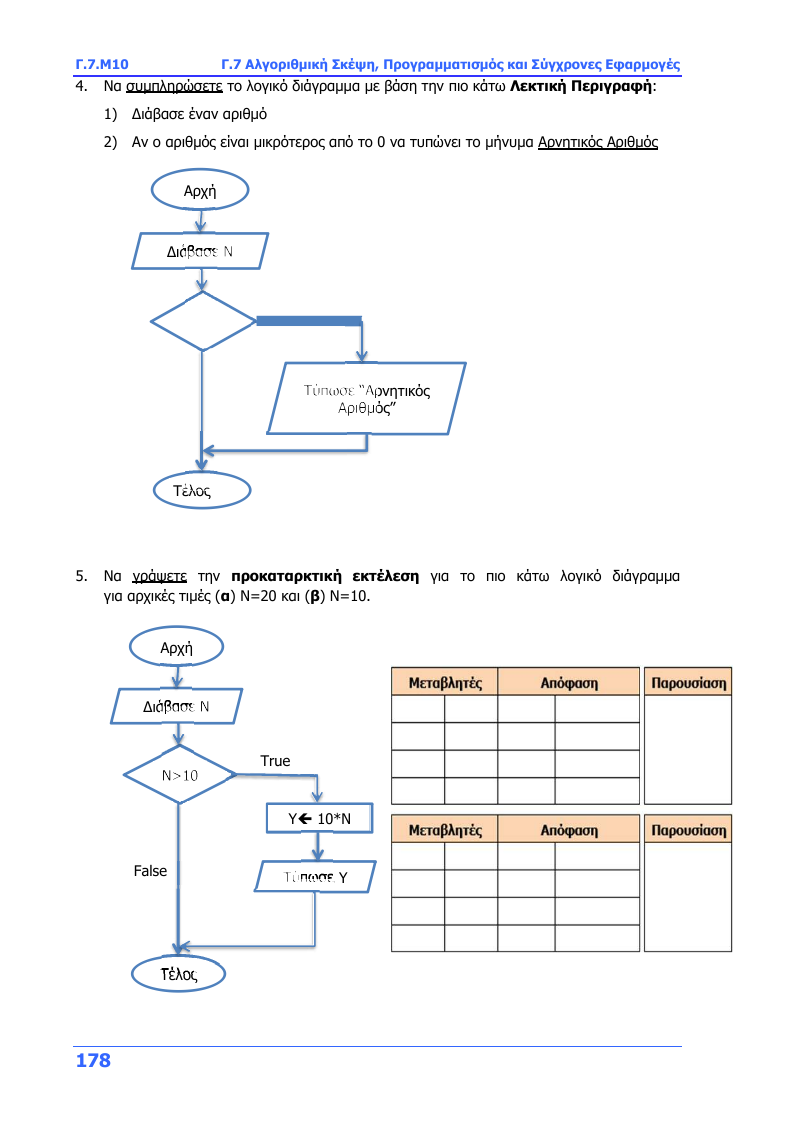 Γ.7.Μ10 Γ.7 Αλγοριθμική Σκέψη, Προγραμματισμός και Σύγχρονες Εφαρμογές
4. Να συμπληρώσετε το λογικό διάγραμμα με βάση την πιο κάτω Λεκτική Περιγραφή:
1) Διάβασε έναν αριθμό
2) Αν ο αριθμός είναι μικρότερος από το 0 να τυπώνει το μήνυμα Αρνητικός Αριθμός
Αρχή
Διάβασε Ν
Τύπωσε “Αρνητικός
Αριθμός”
Τέλος
5. Να γράψετε την προκαταρκτική εκτέλεση για το πιο κάτω λογικό διάγραμμα
για αρχικές τιμές (α) Ν=20 και (β) Ν=10.
Αρχή
Διάβασε Ν
Ν>10
True
Υ🡸 10*Ν
Τύπωσε Υ
False
Τέλος
Μεταβλητές Απόφαση Παρουσίαση
Μεταβλητές Απόφαση Παρουσίαση
178